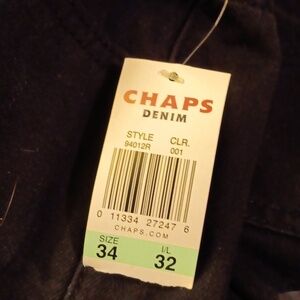 CHAPS
DENIM
STYLE CLR.
94012R 001
0 11334 27247 6
CHAPS.COM
SIZE I/L
34 32